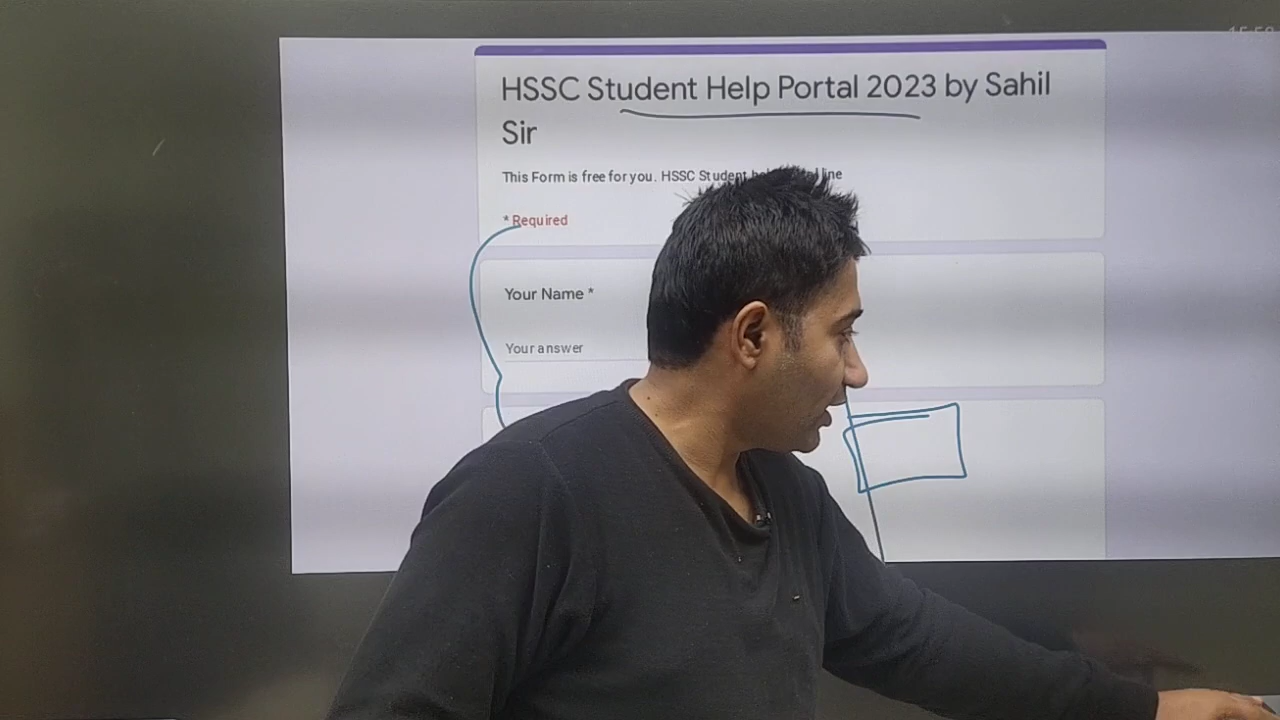 HSSC Student Help Portal 2023 by Sahil
Sir
This Form is free for you. HSSC Student line
* Required
Your Name *
Your answer